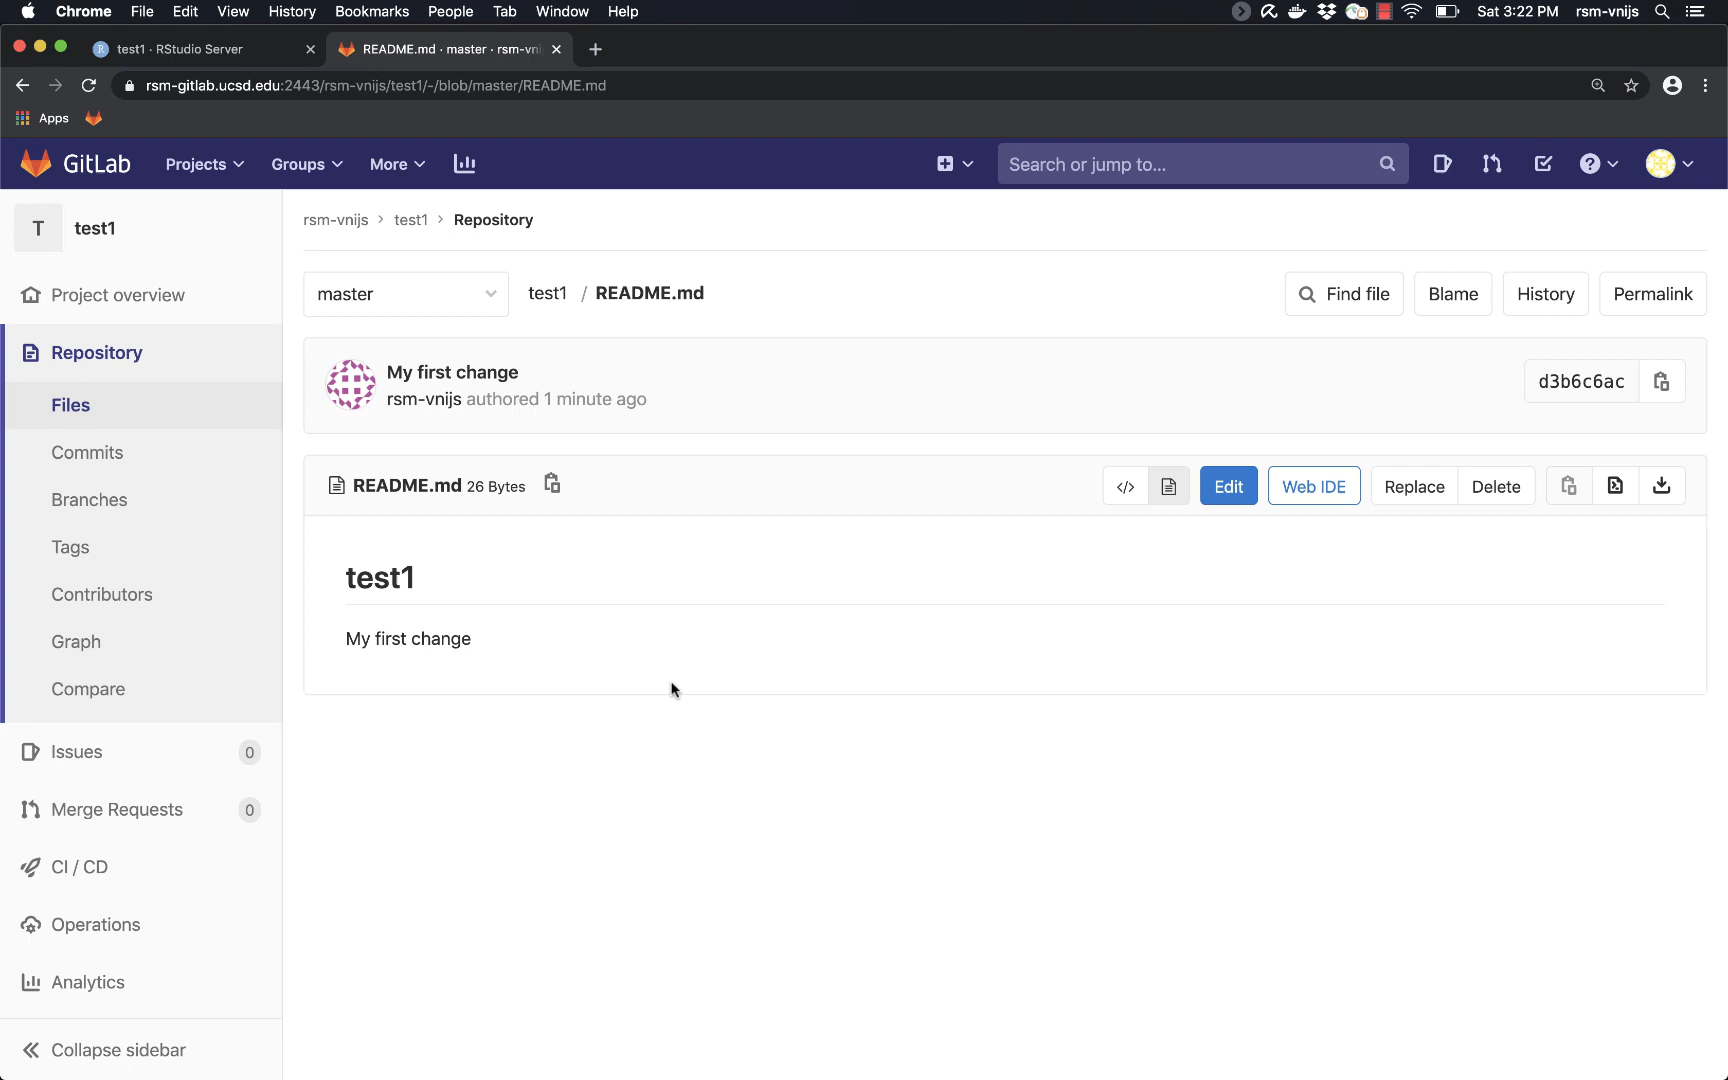 Chrome File Edit View History Bookmarks People Tab Window Help Sat 3:22 PM rsm-vnijs
test1 · RStudio Server README.md · master · rsm-vni
rsm-gitlab.ucsd.edu:2443/rsm-vnijs/test1/-/blob/master/README.md
Apps
GitLab Projects Groups More Search or jump to...
T test1
rsm-vnijs > test1 > Repository
master test1 / README.md Find file Blame History Permalink
Project overview
Repository
Files
Commits
Branches
Tags
Contributors
Graph
Compare
Issues 0
Merge Requests 0
CI / CD
Operations
Analytics
Collapse sidebar
My first change
rsm-vnijs authored 1 minute ago
d3b6c6ac
README.md 26 Bytes </> Edit Web IDE Replace Delete
test1
My first change